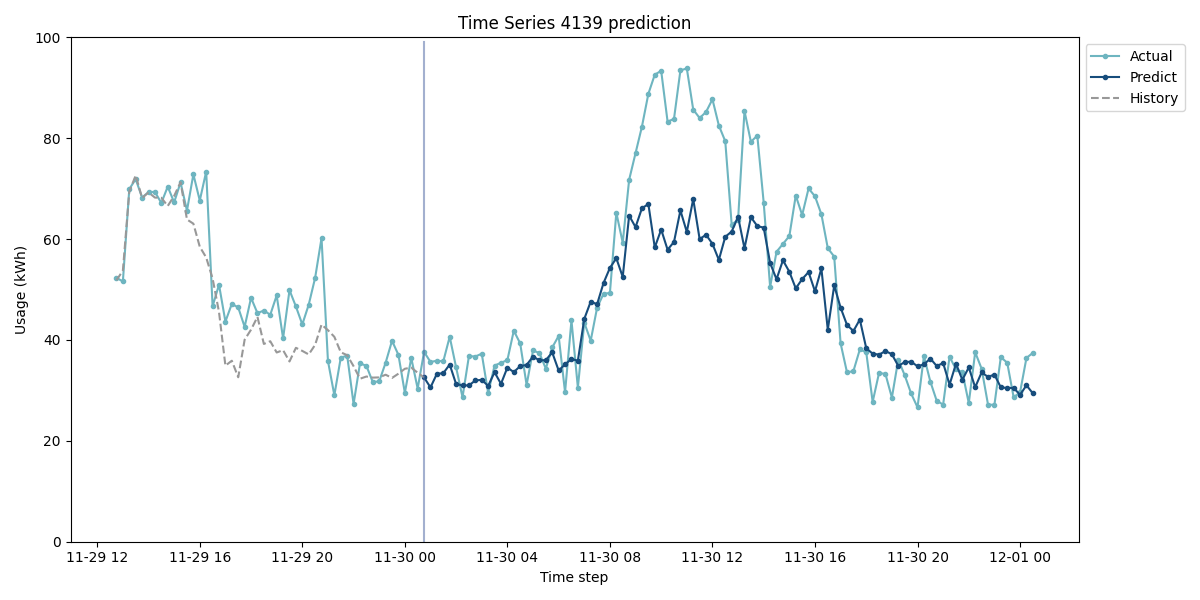 Time Series 4139 prediction
Actual
Predict
History
Usage (kWh)
100
80
60
40
20
0
11-29 12 11-29 16 11-29 20 11-30 00 11-30 04 11-30 08 11-30 12 11-30 16 11-30 20 12-01 00
Time step